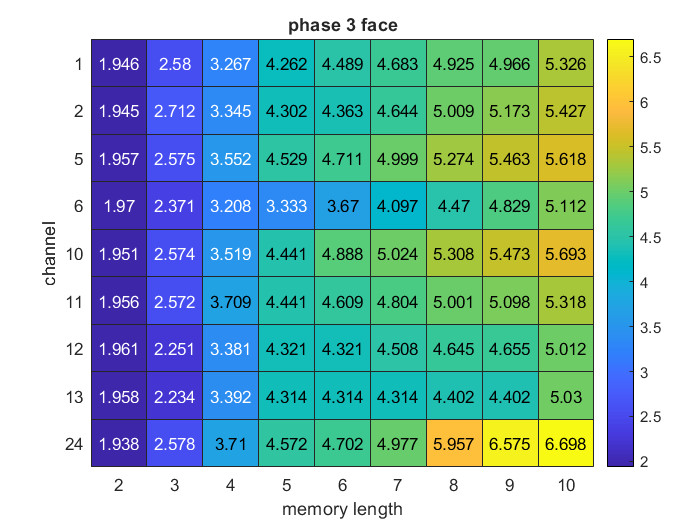 phase 3 face
1 1.946 2.58 3.267 4.262 4.489 4.683 4.925 4.966 5.326
2 1.945 2.712 3.345 4.302 4.363 4.644 5.009 5.173 5.427
5 1.957 2.575 3.552 4.529 4.711 4.999 5.274 5.463 5.618
6 1.97 2.371 3.208 3.333 3.67 4.097 4.47 4.829 5.112
10 1.951 2.574 3.519 4.441 4.888 5.024 5.308 5.473 5.693
11 1.956 2.572 3.709 4.441 4.609 4.804 5.001 5.098 5.318
12 1.961 2.251 3.381 4.321 4.321 4.508 4.645 4.655 5.012
13 1.958 2.234 3.392 4.314 4.314 4.314 4.402 4.402 5.03
24 1.938 2.578 3.71 4.572 4.702 4.977 5.957 6.575 6.698
2 3 4 5 6 7 8 9 10
memory length
channel
6.5
6
5.5
5
4.5
4
3.5
3
2.5
2